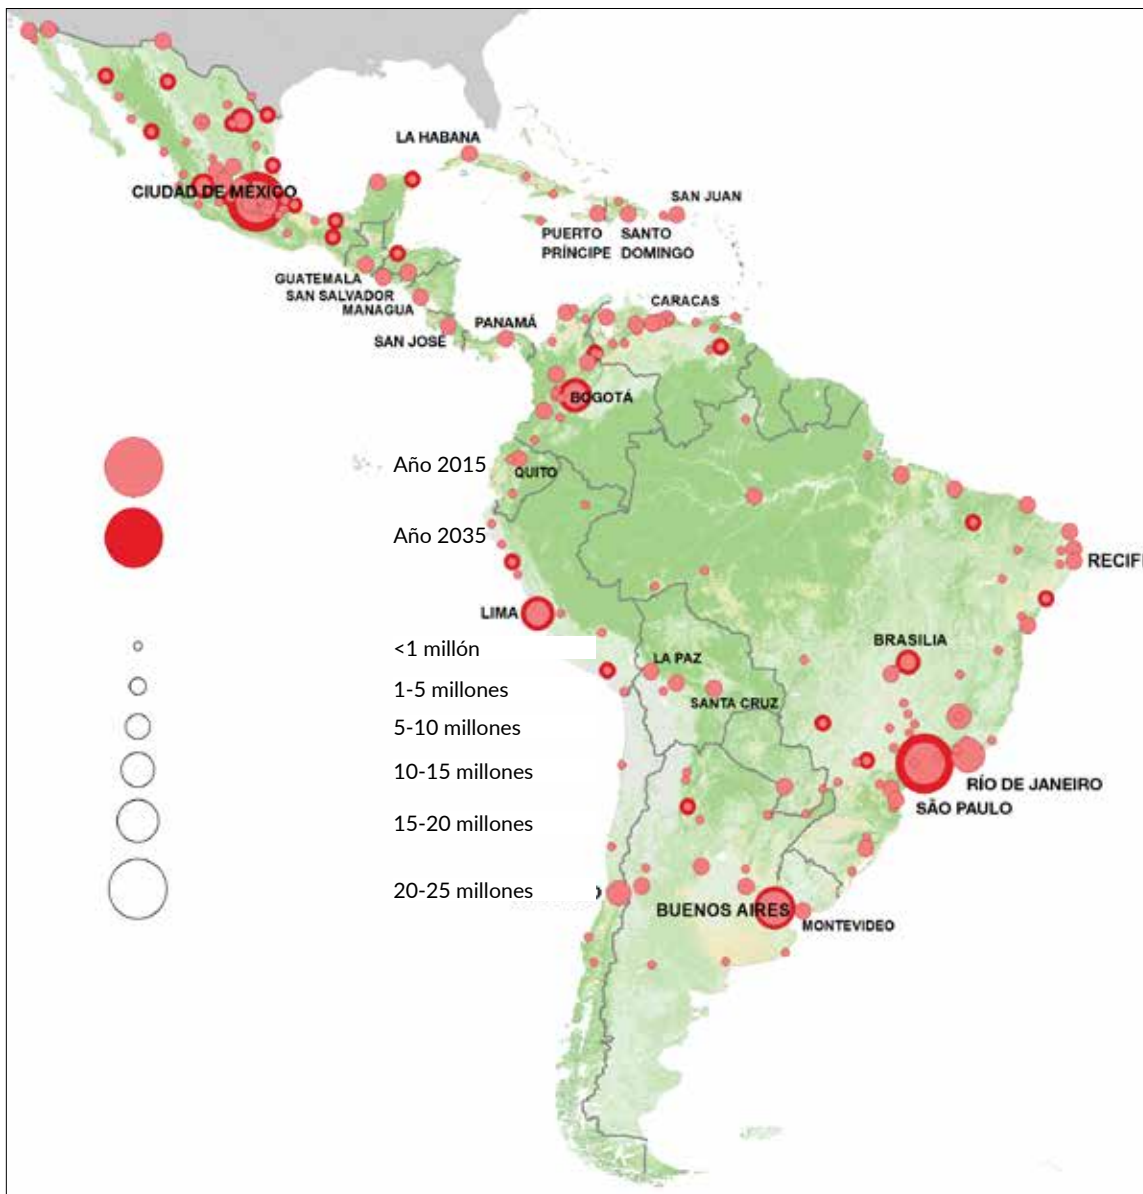 LA HABANA
CIUDAD DE MÉXICO
SAN JUAN
PUERTO
PRÍNCIPE
SANTO
DOMINGO
GUATEMALA
SAN SALVADOR
MANAGUA
SAN JOSÉ
PANAMÁ
CARACAS
BOGOTÁ
QUITO
Año 2015
Año 2035
RECIF
LIMA
BRASILIA
<1 millón
LA PAZ
1-5 millones
SANTA CRUZ
5-10 millones
10-15 millones
RÍO DE JANEIRO
SÃO PAULO
15-20 millones
20-25 millones
BUENOS AIRES
MONTEVIDEO